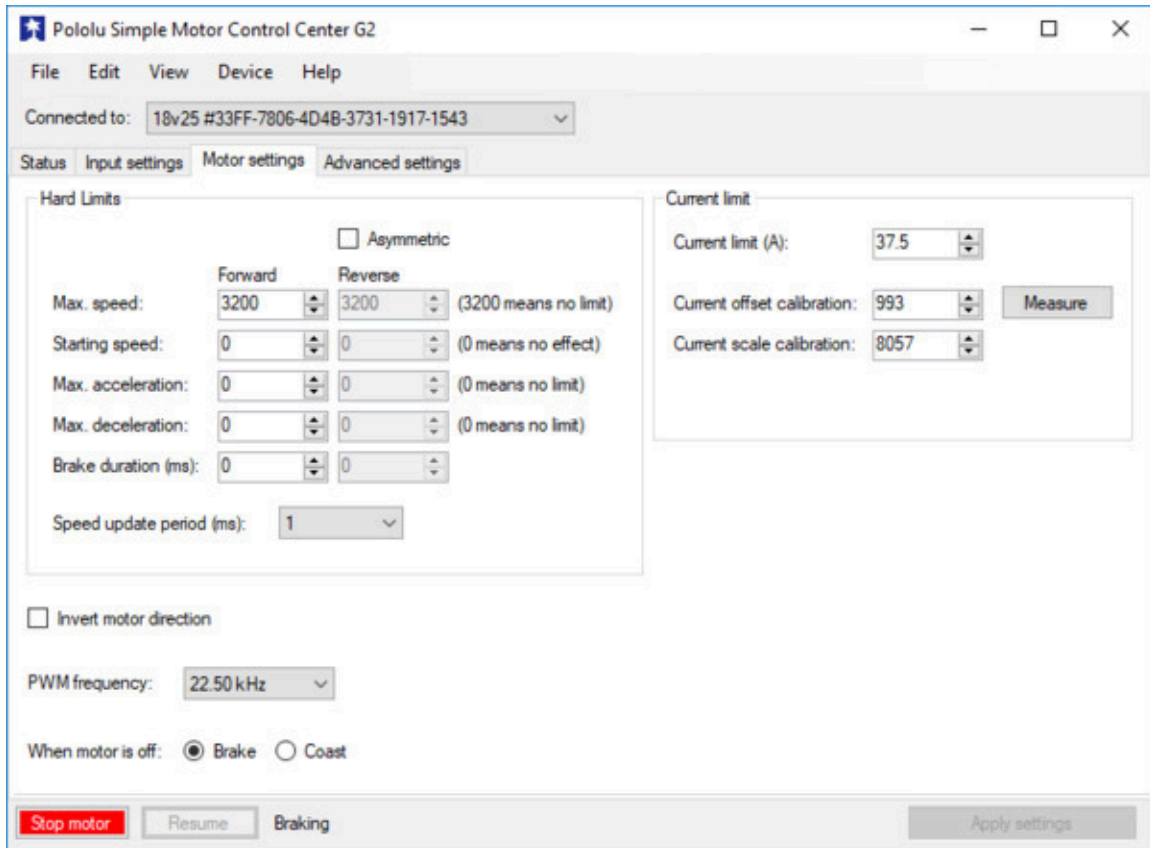 Pololu Simple Motor Control Center G2
File Edit View Device Help
Connected to: 18v25 #33FF-7806-4D4B-3731-1917-1543
Status Input settings Motor settings Advanced settings
Hard Limits
Asymmetric
Forward Reverse
Max. speed: 3200 3200 (3200 means no limit)
Starting speed: 0 0 (0 means no effect)
Max. acceleration: 0 0 (0 means no limit)
Max. deceleration: 0 0 (0 means no limit)
Brake duration (ms): 0 0
Speed update period (ms): 1
Current limit
Current limit (A): 37.5
Current offset calibration: 993 Measure
Current scale calibration: 8057
Invert motor direction
PWM frequency: 22.50 kHz
When motor is off: Brake Coast
Stop motor Resume Braking Apply settings